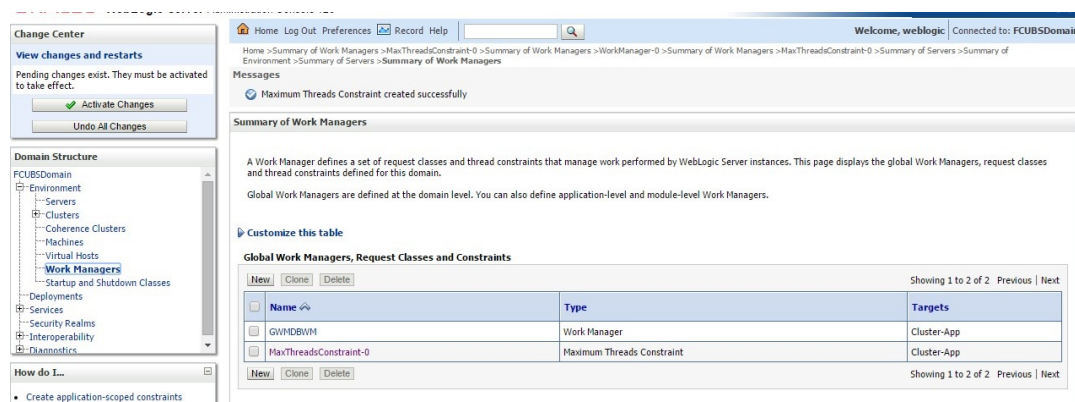 Change Center
View changes and restarts
Pending changes exist. They must be activated
to take effect.
Activate Changes
Undo All Changes
Domain Structure
FCUBSDomain
Environment
Servers
Clusters
Coherence Clusters
Machines
Virtual Hosts
Work Managers
Startup and Shutdown Classes
Deployments
Services
Security Realms
Interoperability
Diagnostics
How do I...
Create application-scoped constraints
Home Log Out Preferences Record Help
Welcome, weblogic Connected to: FCUBSDomain
Home >Summary of Work Managers >MaxThreadsConstraint-0 >Summary of Work Managers >WorkManager-0 >Summary of Work Managers >MaxThreadsConstraint-0 >Summary of Servers >Summary of
Environment >Summary of Servers >Summary of Work Managers
Messages
Maximum Threads Constraint created successfully
Summary of Work Managers
A Work Manager defines a set of request classes and thread constraints that manage work performed by WebLogic Server instances. This page displays the global Work Managers, request classes
and thread constraints defined for this domain.
Global Work Managers are defined at the domain level. You can also define application-level and module-level Work Managers.
Customize this table
Global Work Managers, Request Classes and Constraints
New Clone Delete Showing 1 to 2 of 2 Previous | Next
Name Type Targets
GWMDBWM Work Manager Cluster-App
MaxThreadsConstraint-0 Maximum Threads Constraint Cluster-App
New Clone Delete Showing 1 to 2 of 2 Previous | Next